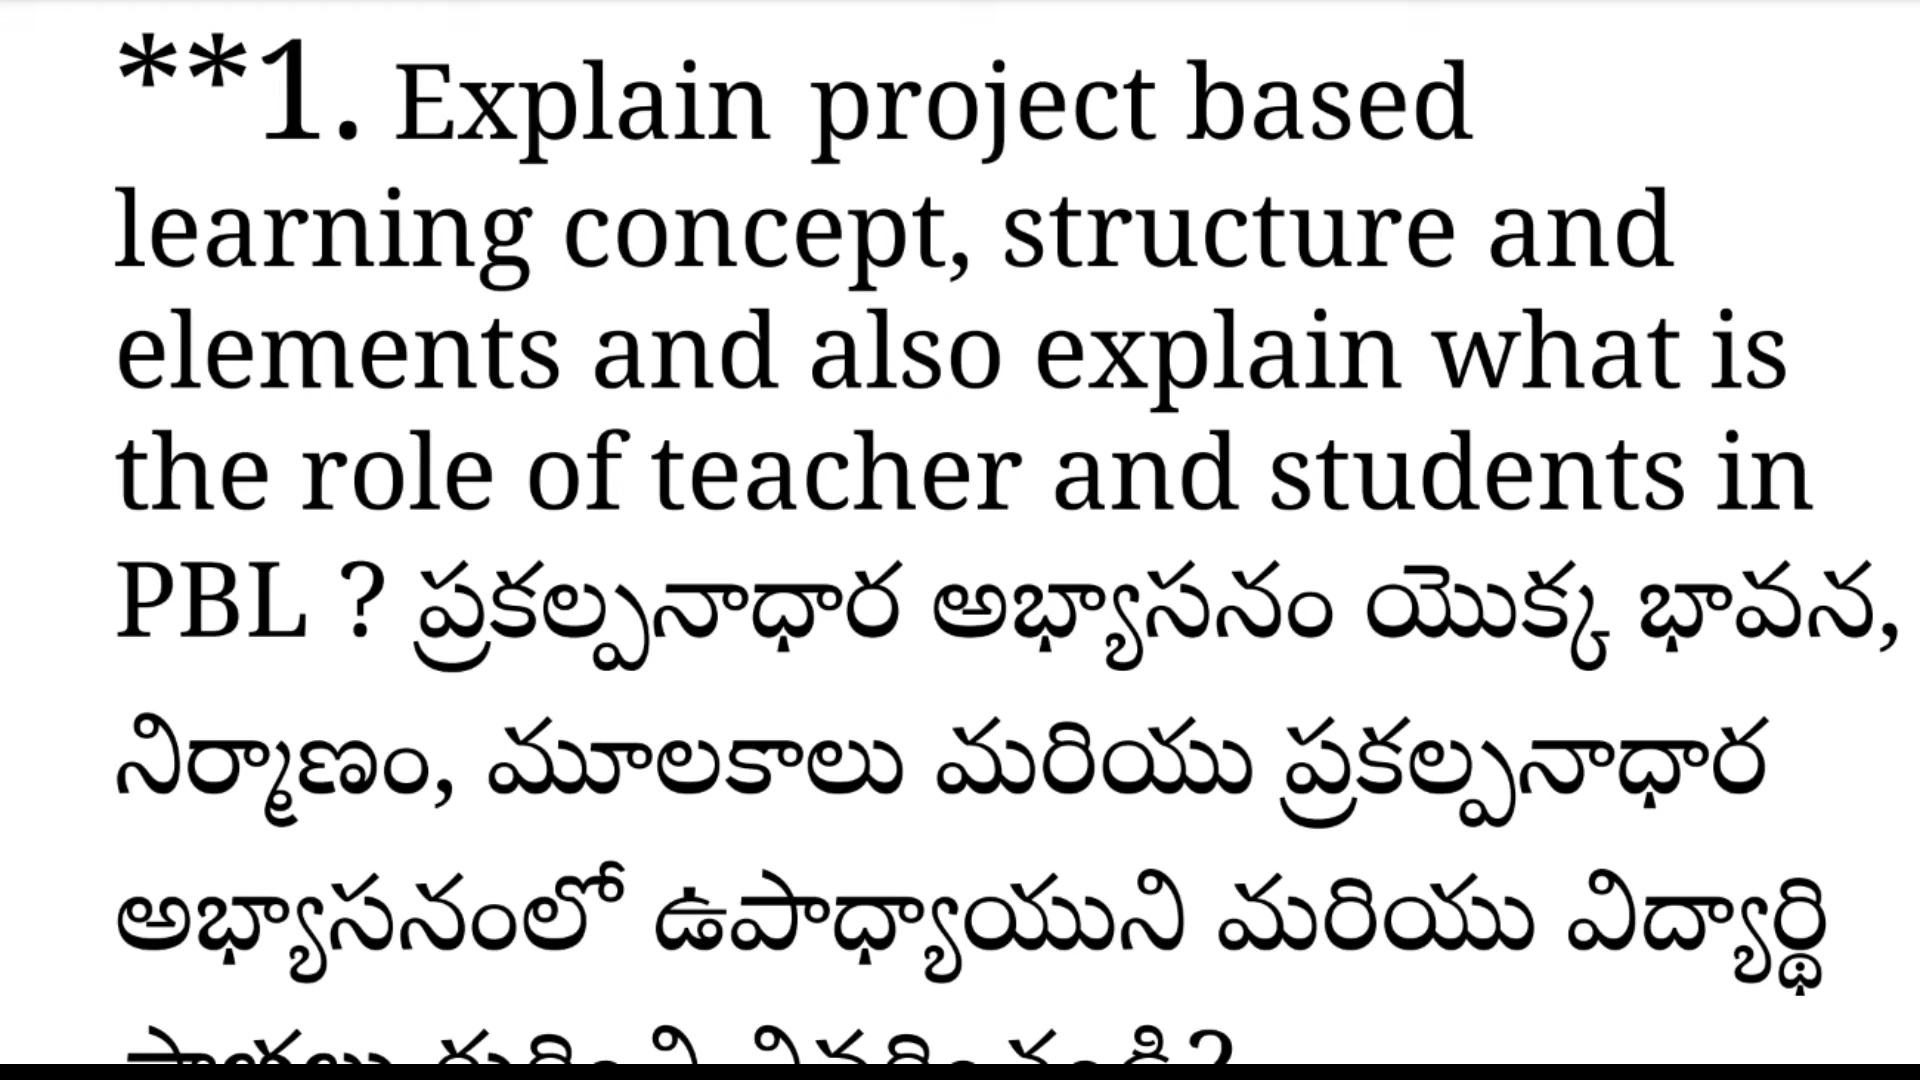 **1. Explain project based
learning concept, structure and
elements and also explain what is
the role of teacher and students in
PBL ? ప్రకల్పనాధార అభ్యాసనం యొక్క భావన,
నిర్మాణం, మూలకాలు మరియు ప్రకల్పనాధార
అభ్యాసనంలో ఉపాధ్యాయుని మరియు విద్యార్థి